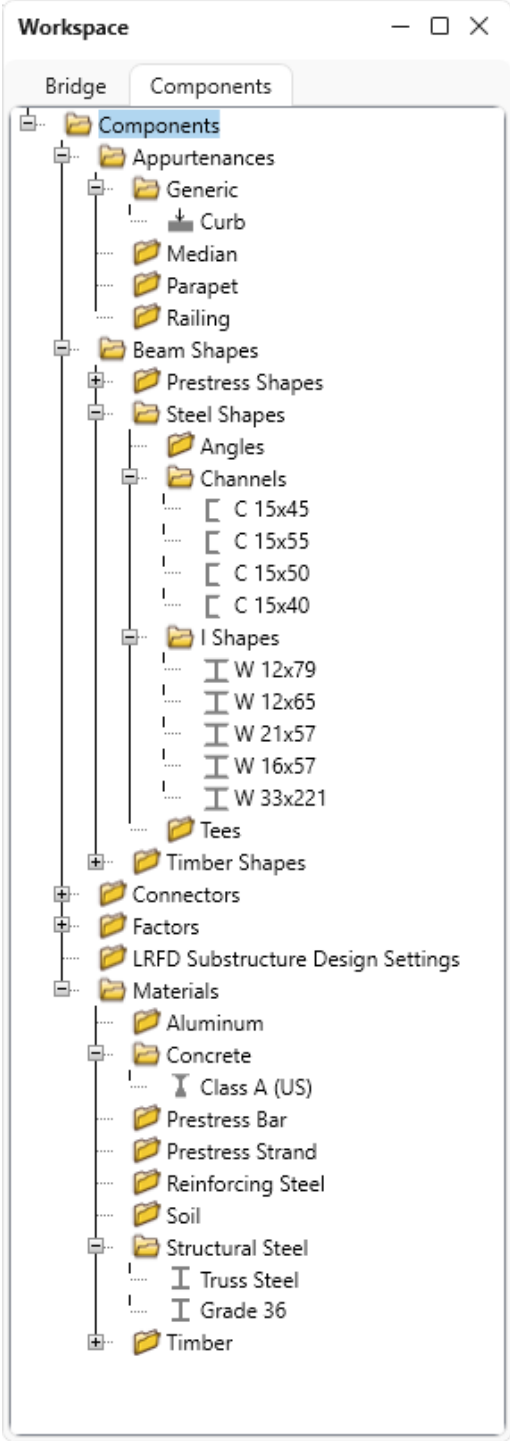 Workspace
Bridge Components
Components
Appurtenances
Generic
Curb
Median
Parapet
Railing
Beam Shapes
Prestress Shapes
Steel Shapes
Angles
Channels
C 15x45
C 15x55
C 15x50
C 15x40
I Shapes
W 12x79
W 12x65
W 21x57
W 16x57
W 33x221
Tees
Timber Shapes
Connectors
Factors
LRFD Substructure Design Settings
Materials
Aluminum
Concrete
Class A (US)
Prestress Bar
Prestress Strand
Reinforcing Steel
Soil
Structural Steel
Truss Steel
Grade 36
Timber